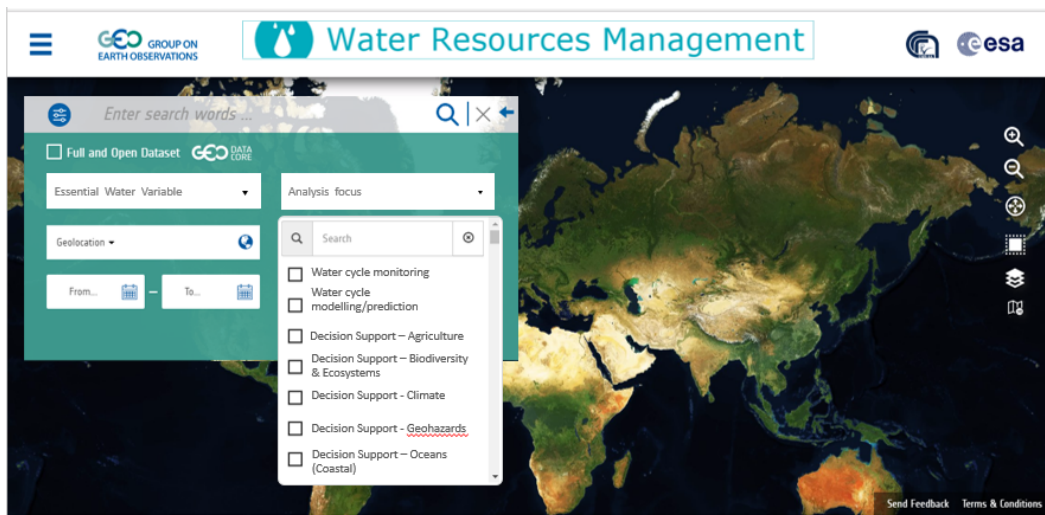 GEO GROUP ON
EARTH OBSERVATIONS
Water Resources Management
esa
Enter search words ...
Full and Open Dataset GEO DATA
CORE
Essential Water Variable
Analysis focus
Geolocation
Search
From... – To...
Water cycle monitoring
Water cycle
modelling/prediction
Decision Support – Agriculture
Decision Support – Biodiversity
& Ecosystems
Decision Support - Climate
Decision Support - Geohazards
Decision Support – Oceans
(Coastal)
Send Feedback Terms & Conditions